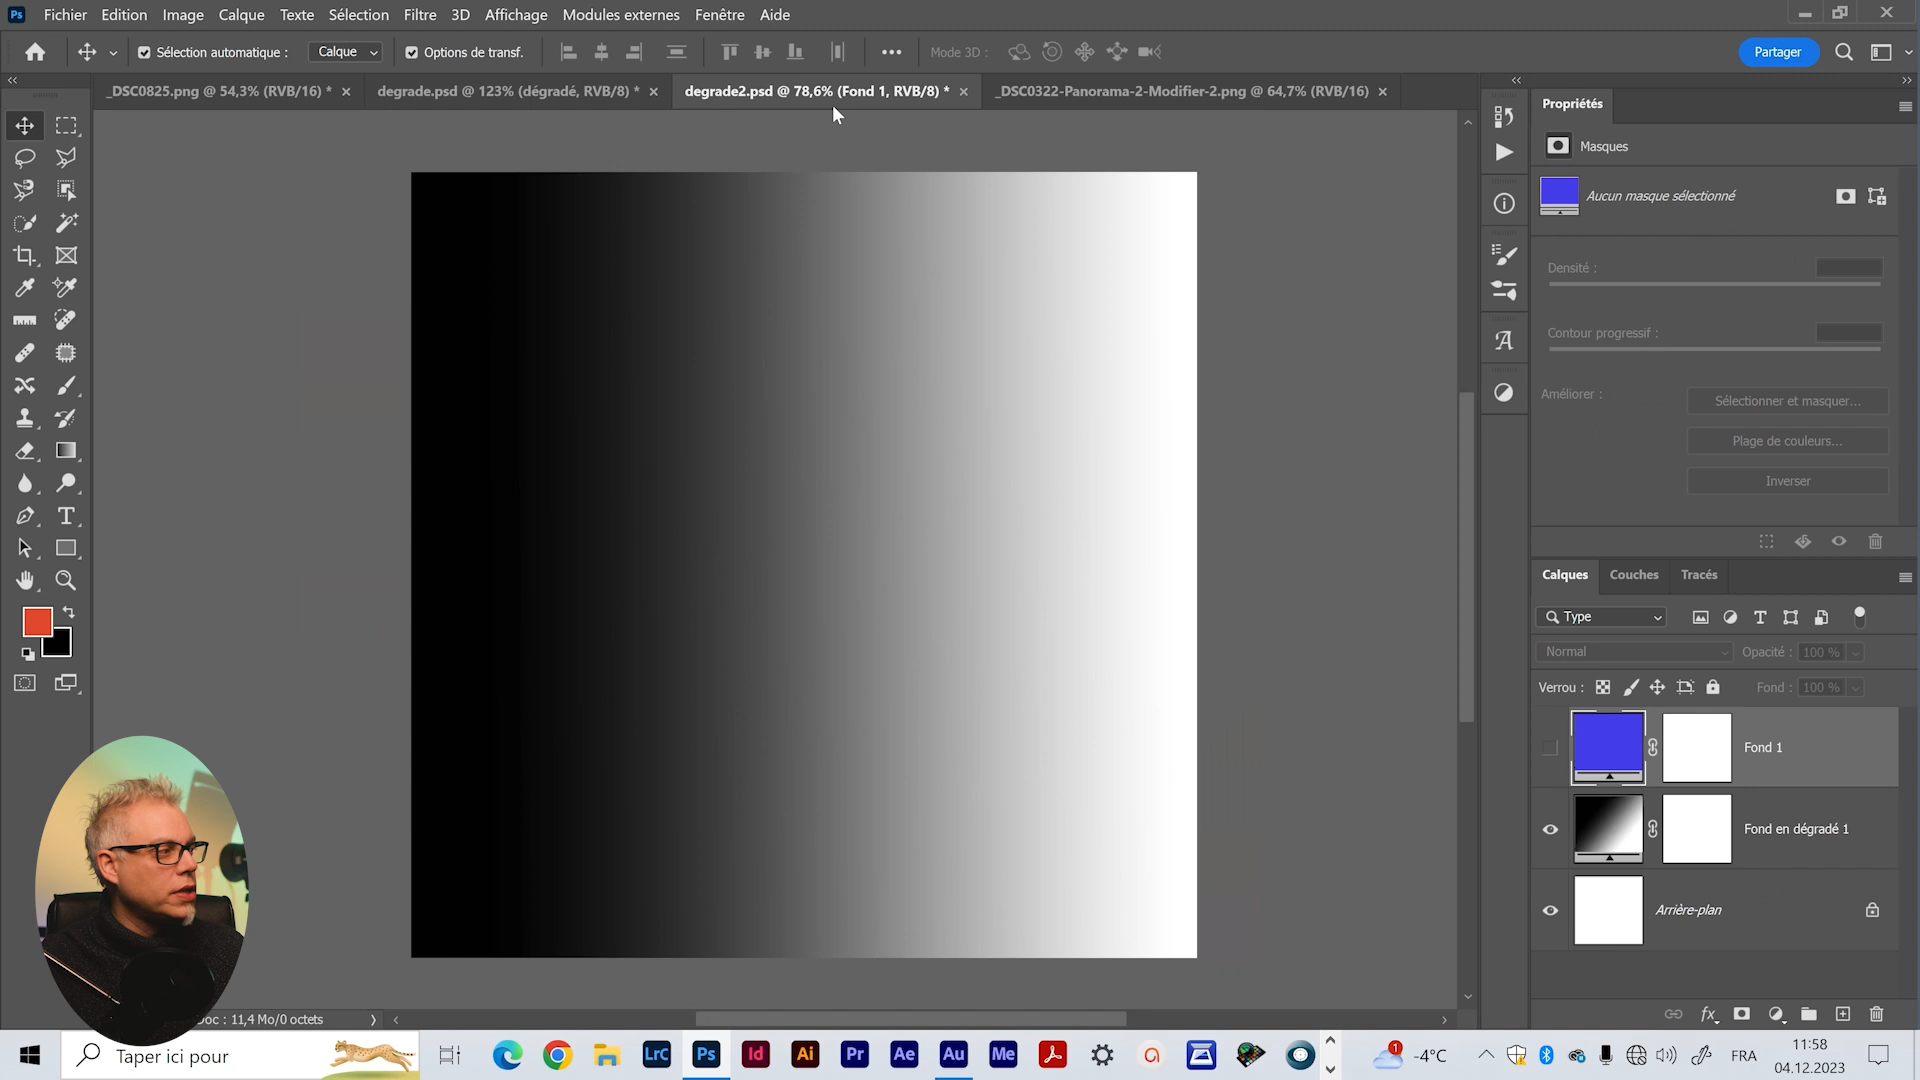 Ps Fichier Edition Image Calque Texte Sélection Filtre 3D Affichage Modules externes Fenêtre Aide
Sélection automatique : Calque Options de transf. Mode 3D : Partager
_DSC0825.png @ 54,3% (RVB/16) * degrade.psd @ 123% (dégradé, RVB/8) * degrade2.psd @ 78,6% (Fond 1, RVB/8) * _DSC0322-Panorama-2-Modifier-2.png @ 64,7% (RVB/16)
Propriétés
Masques
Aucun masque sélectionné
Densité :
Contour progressif :
Améliorer : Sélectionner et masquer...
Plage de couleurs...
Inverser
Calques Couches Tracés
Type
Normal Opacité : 100 %
Verrou : Fond : 100 %
Fond 1
Fond en dégradé 1
Arrière-plan
Doc : 11,4 Mo/0 octets
Taper ici pour
LrC Ps Id Ai Pr Ae Au Me
1 -4°C
FRA
11:58
04.12.2023